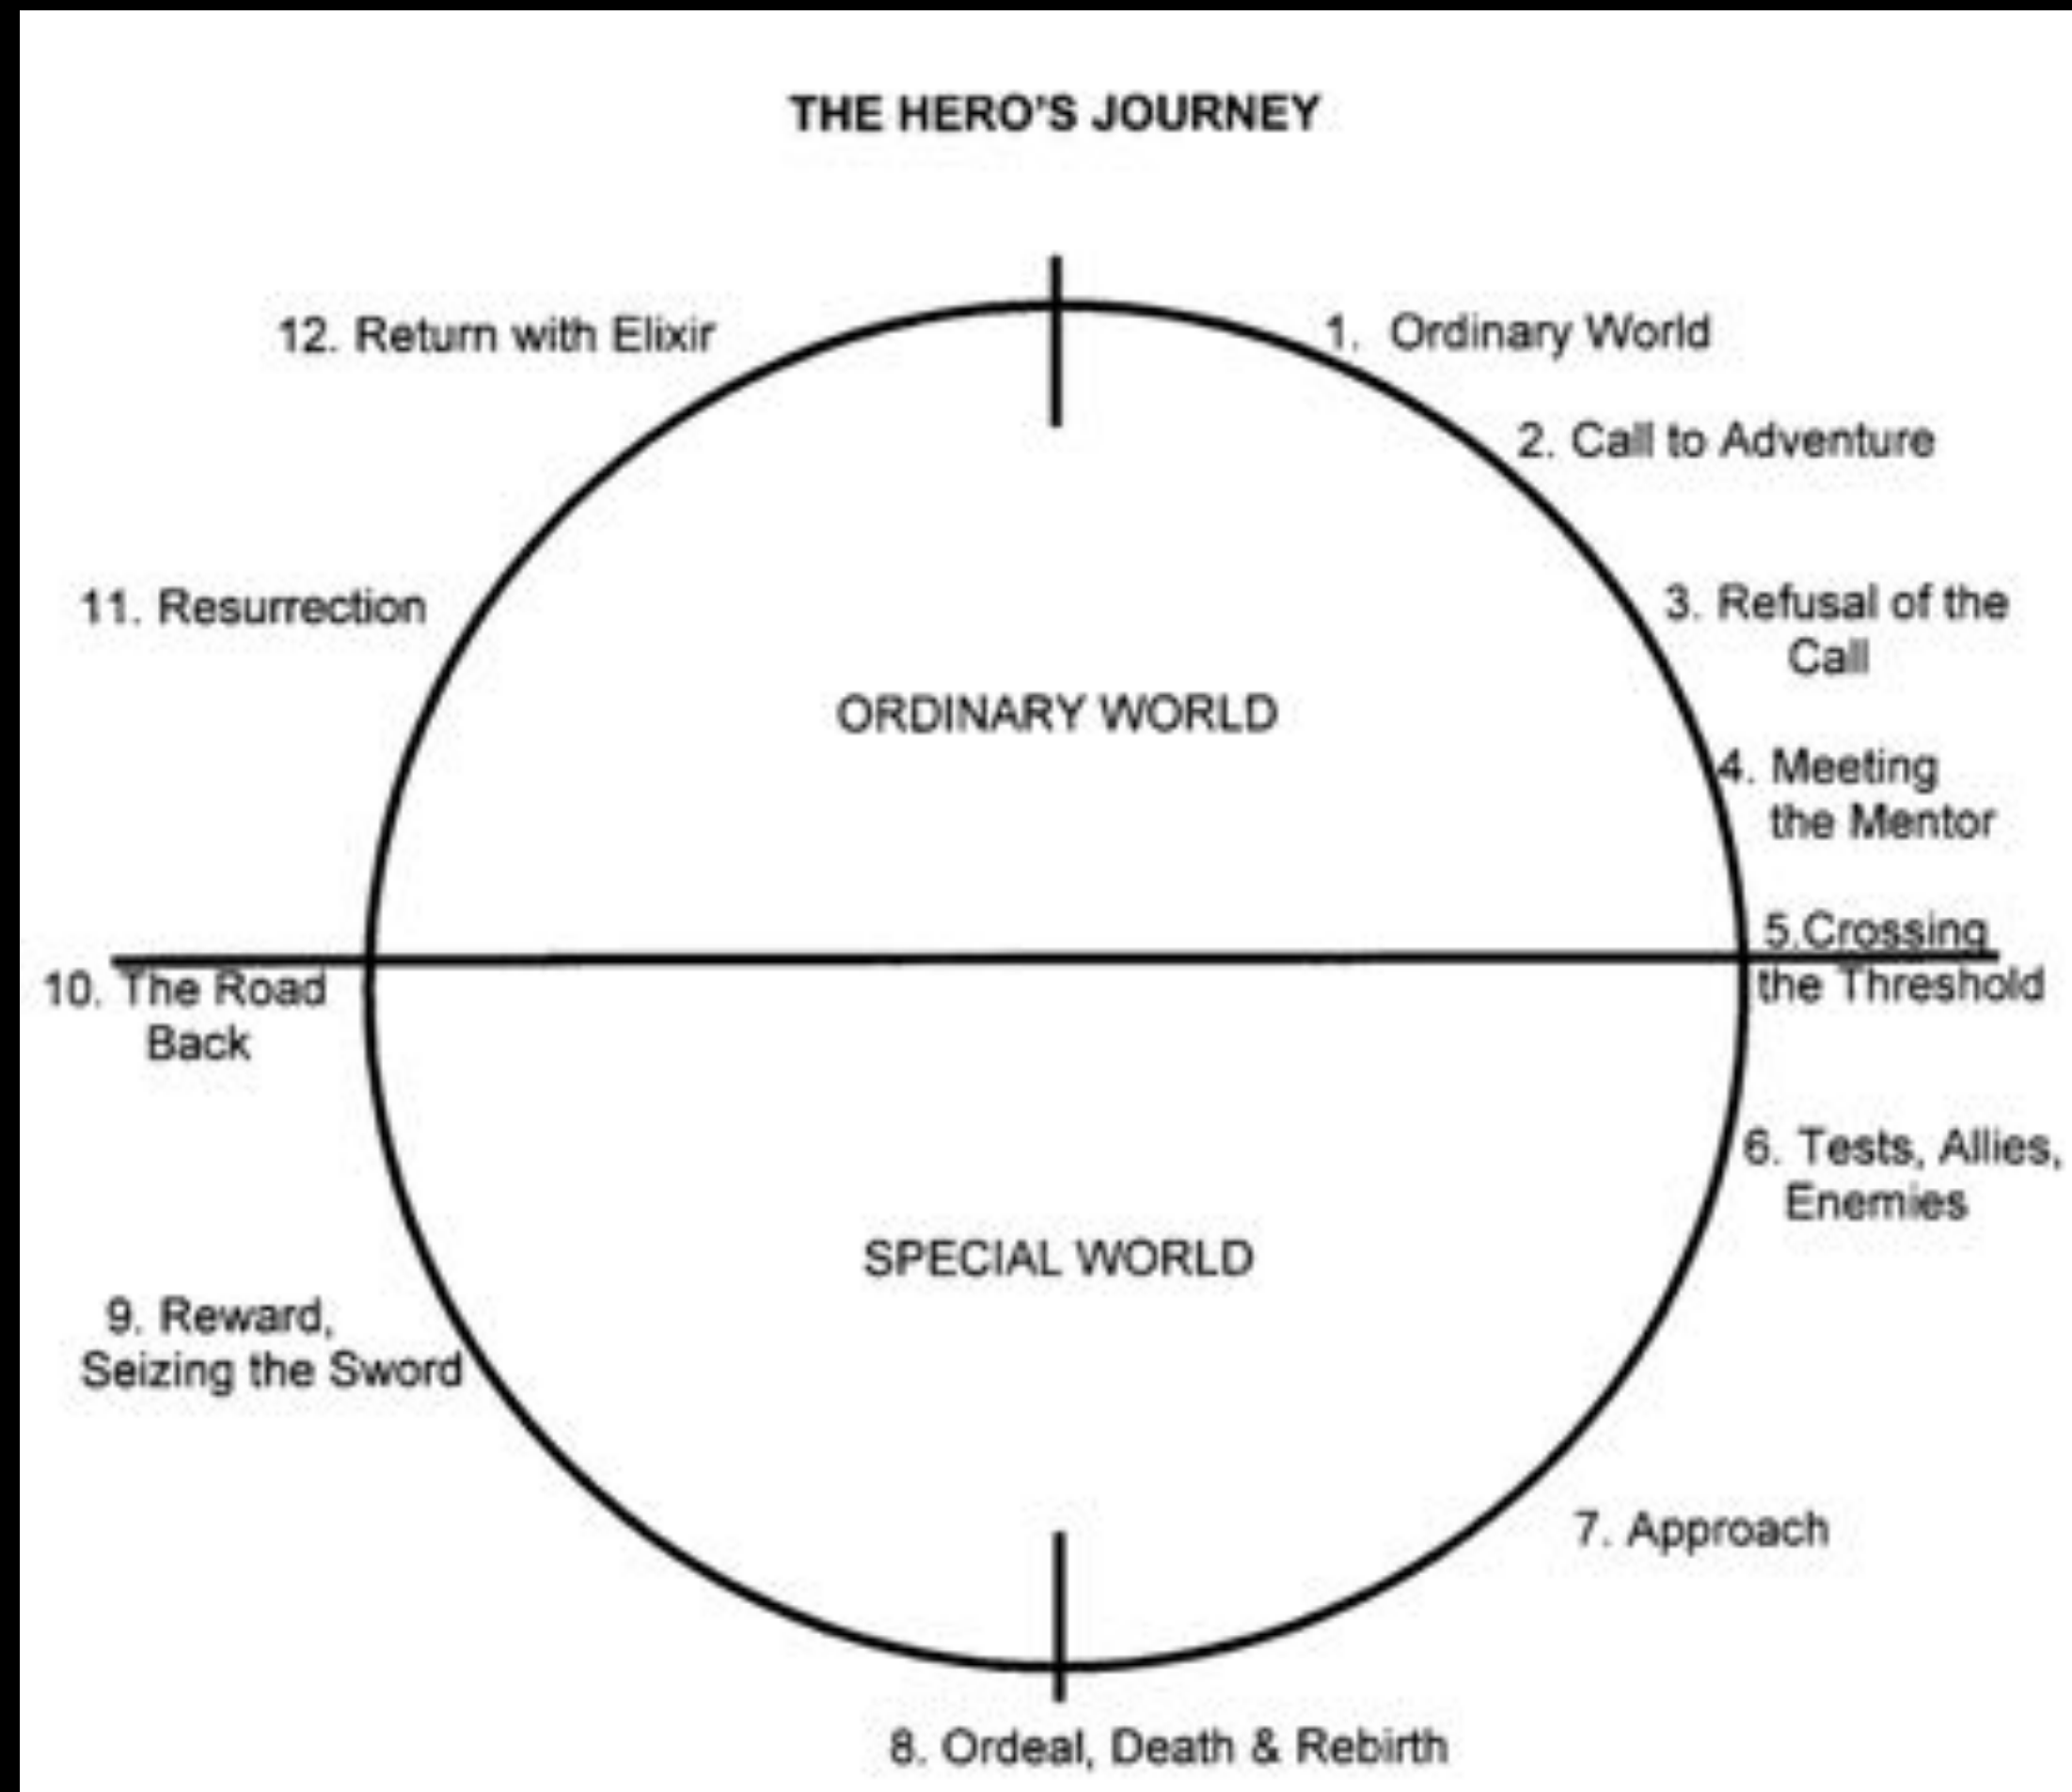 THE HERO'S JOURNEY
1. Ordinary World
2. Call to Adventure
3. Refusal of the
Call
4. Meeting
the Mentor
5.Crossing
the Threshold
6. Tests, Allies,
Enemies
7. Approach
8. Ordeal, Death & Rebirth
9. Reward,
Seizing the Sword
10. The Road
Back
11. Resurrection
12. Return with Elixir
ORDINARY WORLD
SPECIAL WORLD